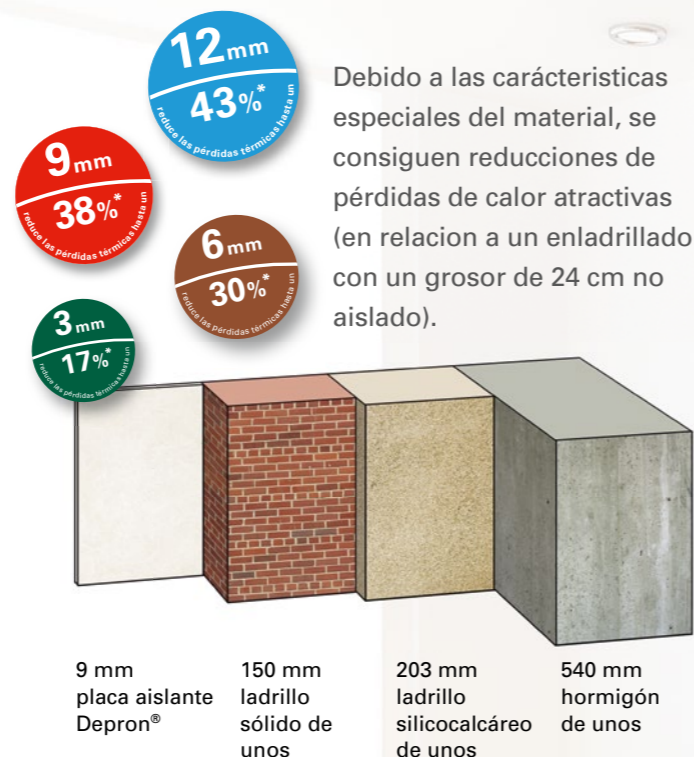 12mm
43%*
reduce las pérdidas térmicas hasta un
9mm
38%*
reduce las pérdidas térmicas hasta un
6mm
30%*
reduce las pérdidas térmicas hasta un
3mm
17%*
reduce las pérdidas térmicas hasta un
Debido a las carácteristicas
especiales del material, se
consiguen reducciones de
pérdidas de calor atractivas
(en relacion a un enladrillado
con un grosor de 24 cm no
aislado).
9 mm
placa aislante
Depron®
150 mm
ladrillo
sólido de
unos
203 mm
ladrillo
silicocalcáreo
de unos
540 mm
hormigón
de unos